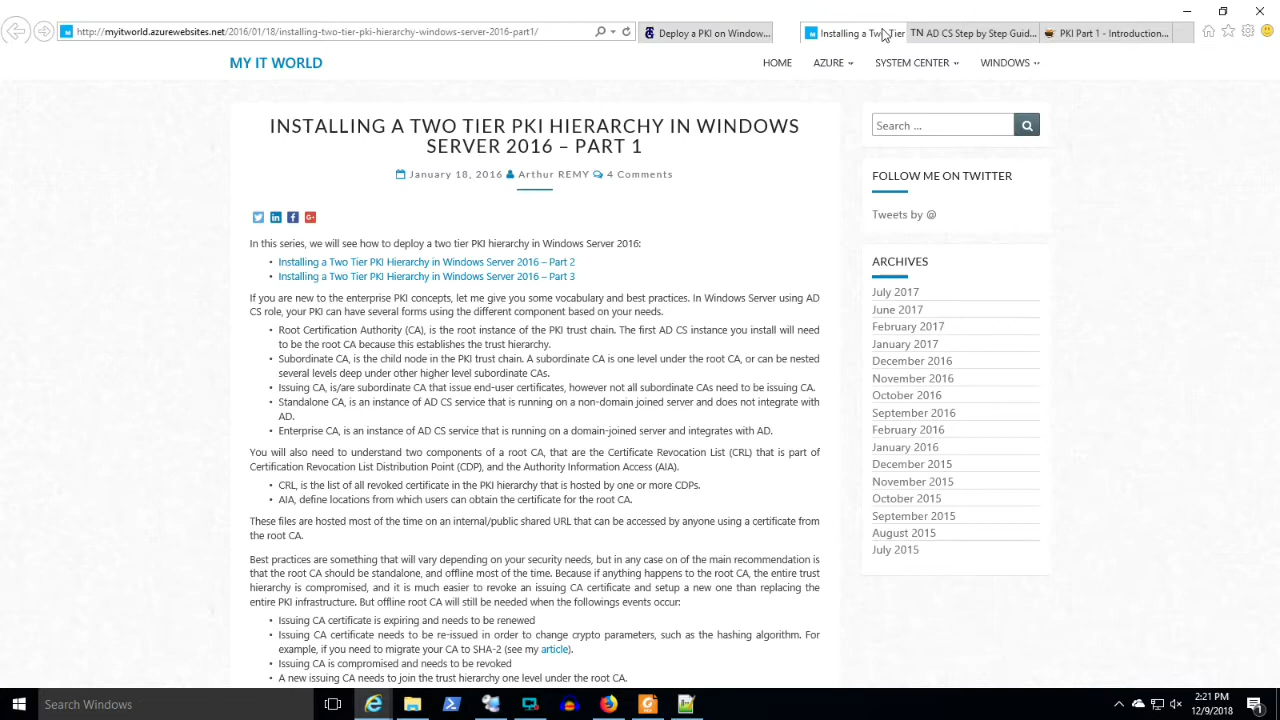 http://myitworld.azurewebsites.net/2016/01/18/installing-two-tier-pki-hierarchy-windows-server-2016-part1/
Deploy a PKI on Window...
Installing a Two Tier
TN AD CS Step by Step Guid...
PKI Part 1 - Introduction...
MY IT WORLD
HOME
AZURE
SYSTEM CENTER
WINDOWS
INSTALLING A TWO TIER PKI HIERARCHY IN WINDOWS
SERVER 2016 – PART 1
January 18, 2016 Arthur REMY 4 Comments
In this series, we will see how to deploy a two tier PKI hierarchy in Windows Server 2016:
• Installing a Two Tier PKI Hierarchy in Windows Server 2016 – Part 2
• Installing a Two Tier PKI Hierarchy in Windows Server 2016 – Part 3
If you are new to the enterprise PKI concepts, let me give you some vocabulary and best practices. In Windows Server using AD
CS role, your PKI can have several forms using the different component based on your needs.
• Root Certification Authority (CA), is the root instance of the PKI trust chain. The first AD CS instance you install will need
to be the root CA because this establishes the trust hierarchy.
• Subordinate CA, is the child node in the PKI trust chain. A subordinate CA is one level under the root CA, or can be nested
several levels deep under other higher level subordinate CAs.
• Issuing CA, is/are subordinate CA that issue end-user certificates, however not all subordinate CAs need to be issuing CA.
• Standalone CA, is an instance of AD CS service that is running on a non-domain joined server and does not integrate with
AD.
• Enterprise CA, is an instance of AD CS service that is running on a domain-joined server and integrates with AD.
You will also need to understand two components of a root CA, that are the Certificate Revocation List (CRL) that is part of
Certification Revocation List Distribution Point (CDP), and the Authority Information Access (AIA).
• CRL, is the list of all revoked certificate in the PKI hierarchy that is hosted by one or more CDPs.
• AIA, define locations from which users can obtain the certificate for the root CA.
These files are hosted most of the time on an internal/public shared URL that can be accessed by anyone using a certificate from
the root CA.
Best practices are something that will vary depending on your security needs, but in any case on of the main recommendation is
that the root CA should be standalone, and offline most of the time. Because if anything happens to the root CA, the entire trust
hierarchy is compromised, and it is much easier to revoke an issuing CA certificate and setup a new one than replacing the
entire PKI infrastructure. But offline root CA will still be needed when the followings events occur:
• Issuing CA certificate is expiring and needs to be renewed
• Issuing CA certificate needs to be re-issued in order to change crypto parameters, such as the hashing algorithm. For
example, if you need to migrate your CA to SHA-2 (see my article).
• Issuing CA is compromised and needs to be revoked
• A new issuing CA needs to join the trust hierarchy one level under the root CA.
Search ...
FOLLOW ME ON TWITTER
Tweets by @
ARCHIVES
July 2017
June 2017
February 2017
January 2017
December 2016
November 2016
October 2016
September 2016
February 2016
January 2016
December 2015
November 2015
October 2015
September 2015
August 2015
July 2015
Search Windows
2:21 PM
12/9/2018